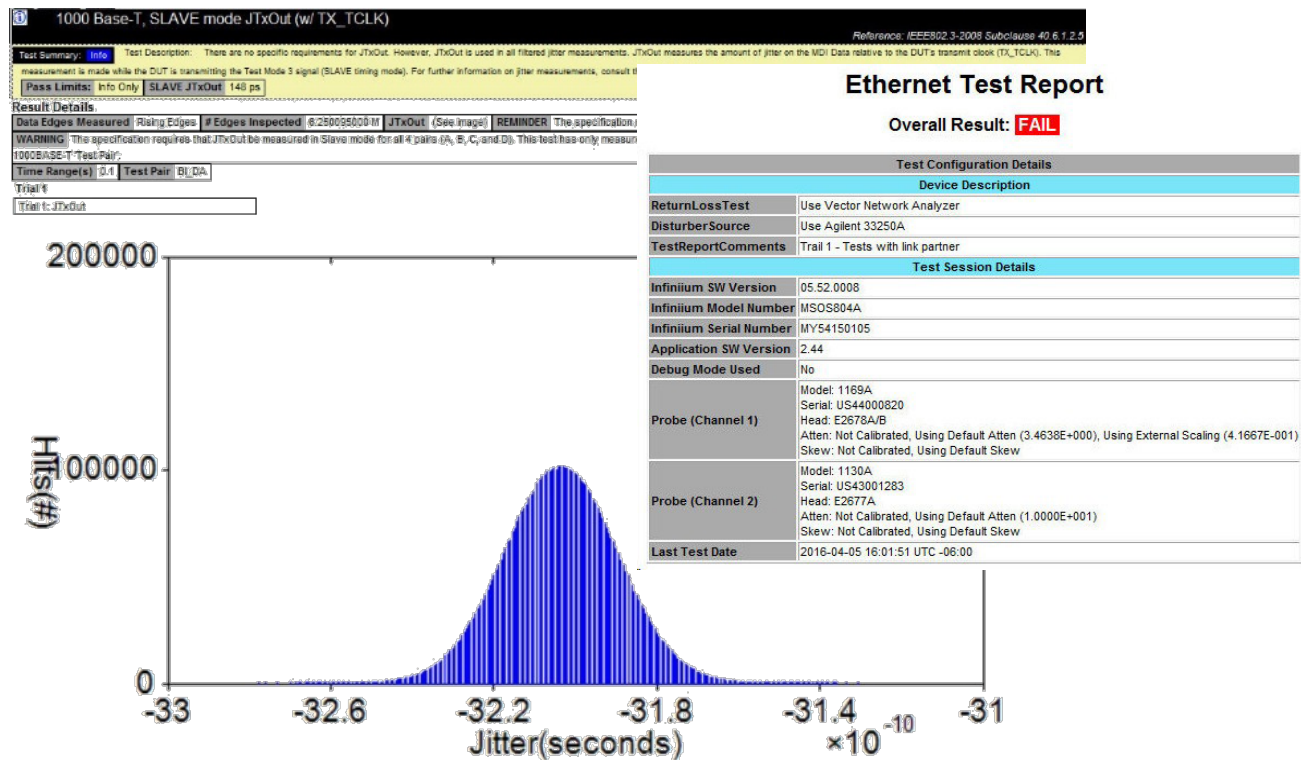 1000 Base-T, SLAVE mode JTxOut (w/ TX_TCLK)
Reference: IEEE802.3-2008 Subclause 40.6.1.2.5
Test Summary: Info Test Description: There are no specific requirements for JTxOut. However, JTxOut is used in all filtered jitter measurements. JTxOut measures the amount of jitter on the MDI Data relative to the DUT's transmit clock (TX_TCLK). This
measurement is made while the DUT is transmitting the Test Mode 3 signal (SLAVE timing mode). For further information on jitter measurements, consult
Pass Limits: Info Only SLAVE JTxOut 148 ps
Result Details
Data Edges Measured Rising Edges # Edges Inspected 6.250095000 M JTxOut (See image) REMINDER The specification
WARNING The specification requires that JTxOut be measured in Slave mode for all 4 pairs (A, B, C, and D). This test has only
1000BASE-T Test Pair.
Time Range(s) 0.1 Test Pair BI_DA
Trial 1
Trial 1: JTxOut
200000
100000
0
Hits(#)
-33
-32.6
-32.2
-31.8
-31.4
-31
Jitter(seconds)
×10
-10
Ethernet Test Report
Overall Result: FAIL
Test Configuration Details
Device Description
ReturnLossTest Use Vector Network Analyzer
DisturberSource Use Agilent 33250A
TestReportComments Trail 1 - Tests with link partner
Test Session Details
Infiniium SW Version 05.52.0008
Infiniium Model Number MSOS804A
Infiniium Serial Number MY54150105
Application SW Version 2.44
Debug Mode Used No
Probe (Channel 1)
Model: 1169A
Serial: US44000820
Head: E2678A/B
Atten: Not Calibrated, Using Default Atten (3.4638E+000), Using External Scaling (4.1667E-001)
Skew: Not Calibrated, Using Default Skew
Probe (Channel 2)
Model: 1130A
Serial: US43001283
Head: E2677A
Atten: Not Calibrated, Using Default Atten (1.0000E+001)
Skew: Not Calibrated, Using Default Skew
Last Test Date 2016-04-05 16:01:51 UTC -06:00